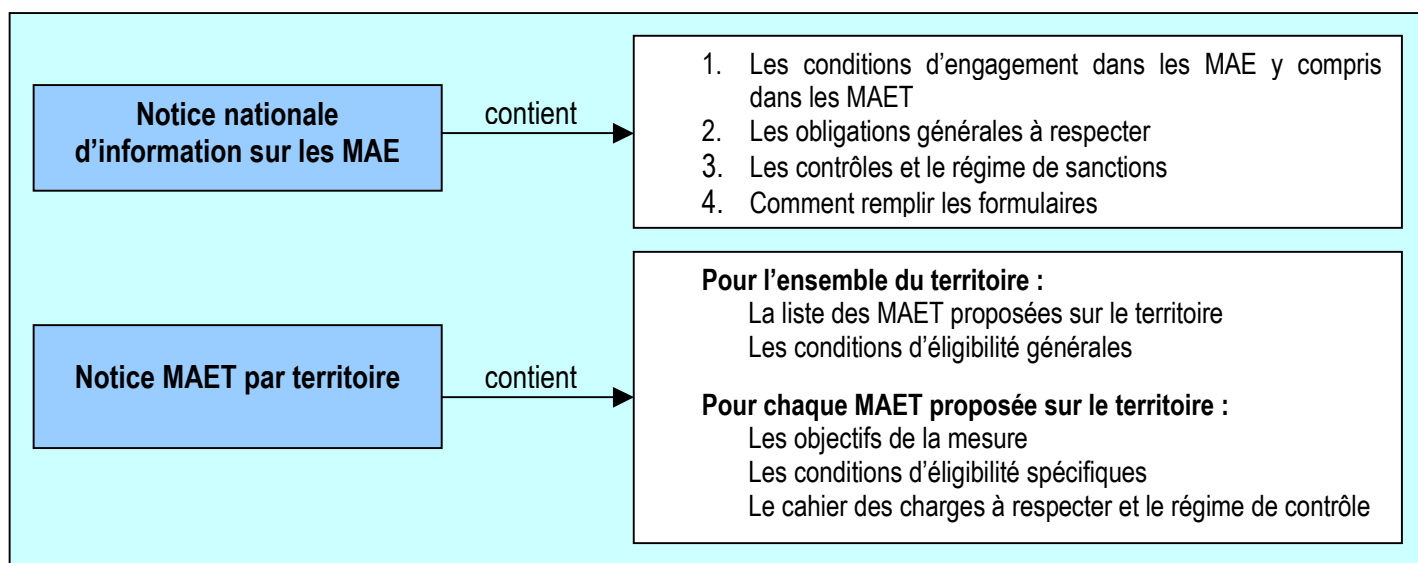 Notice nationale
d'information sur les MAE
contient
1. Les conditions d'engagement dans les MAE y compris
dans les MAET
2. Les obligations générales à respecter
3. Les contrôles et le régime de sanctions
4. Comment remplir les formulaires
Notice MAET par territoire
contient
Pour l'ensemble du territoire :
La liste des MAET proposées sur le territoire
Les conditions d'éligibilité générales
Pour chaque MAET proposée sur le territoire :
Les objectifs de la mesure
Les conditions d'éligibilité spécifiques
Le cahier des charges à respecter et le régime de contrôle